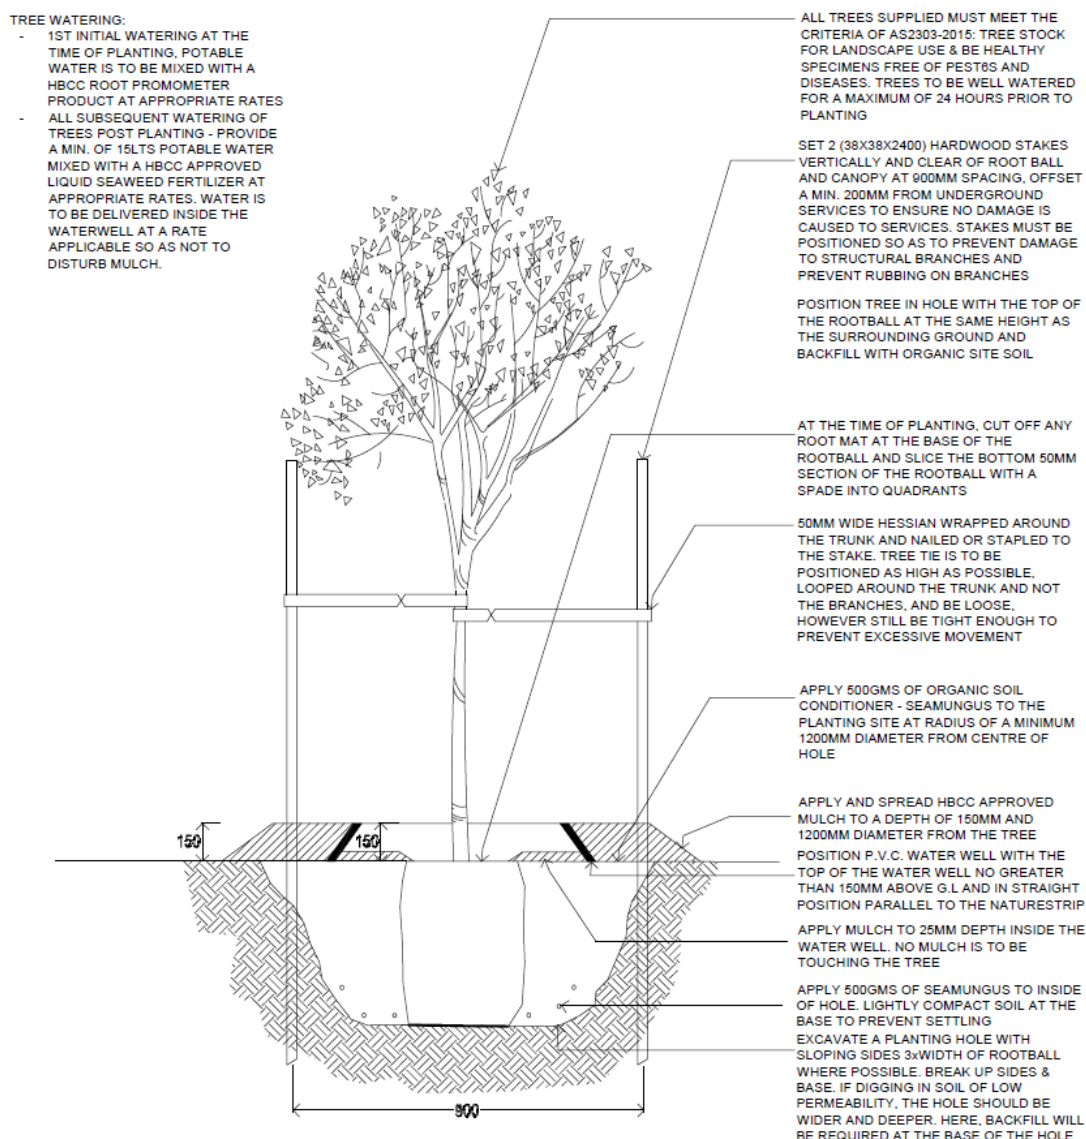 TREE WATERING:
- 1ST INITIAL WATERING AT THE
TIME OF PLANTING, POTABLE
WATER IS TO BE MIXED WITH A
HBCC ROOT PROMOMETER
PRODUCT AT APPROPRIATE RATES
- ALL SUBSEQUENT WATERING OF
TREES POST PLANTING - PROVIDE
A MIN. OF 15LTS POTABLE WATER
MIXED WITH A HBCC APPROVED
LIQUID SEAWEED FERTILIZER AT
APPROPRIATE RATES. WATER IS
TO BE DELIVERED INSIDE THE
WATERWELL AT A RATE
APPLICABLE SO AS NOT TO
DISTURB MULCH.
ALL TREES SUPPLIED MUST MEET THE
CRITERIA OF AS2303-2015: TREE STOCK
FOR LANDSCAPE USE & BE HEALTHY
SPECIMENS FREE OF PEST6S AND
DISEASES. TREES TO BE WELL WATERED
FOR A MAXIMUM OF 24 HOURS PRIOR TO
PLANTING
SET 2 (38X38X2400) HARDWOOD STAKES
VERTICALLY AND CLEAR OF ROOT BALL
AND CANOPY AT 900MM SPACING, OFFSET
A MIN. 200MM FROM UNDERGROUND
SERVICES TO ENSURE NO DAMAGE IS
CAUSED TO SERVICES. STAKES MUST BE
POSITIONED SO AS TO PREVENT DAMAGE
TO STRUCTURAL BRANCHES AND
PREVENT RUBBING ON BRANCHES
POSITION TREE IN HOLE WITH THE TOP OF
THE ROOTBALL AT THE SAME HEIGHT AS
THE SURROUNDING GROUND AND
BACKFILL WITH ORGANIC SITE SOIL
AT THE TIME OF PLANTING, CUT OFF ANY
ROOT MAT AT THE BASE OF THE
ROOTBALL AND SLICE THE BOTTOM 50MM
SECTION OF THE ROOTBALL WITH A
SPADE INTO QUADRANTS
50MM WIDE HESSIAN WRAPPED AROUND
THE TRUNK AND NAILED OR STAPLED TO
THE STAKE. TREE TIE IS TO BE
POSITIONED AS HIGH AS POSSIBLE,
LOOPED AROUND THE TRUNK AND NOT
THE BRANCHES, AND BE LOOSE,
HOWEVER STILL BE TIGHT ENOUGH TO
PREVENT EXCESSIVE MOVEMENT
APPLY 500GMS OF ORGANIC SOIL
CONDITIONER - SEAMUNGUS TO THE
PLANTING SITE AT RADIUS OF A MINIMUM
1200MM DIAMETER FROM CENTRE OF
HOLE
APPLY AND SPREAD HBCC APPROVED
MULCH TO A DEPTH OF 150MM AND
1200MM DIAMETER FROM THE TREE
150
150
POSITION P.V.C. WATER WELL WITH THE
TOP OF THE WATER WELL NO GREATER
THAN 150MM ABOVE G.L AND IN STRAIGHT
POSITION PARALLEL TO THE NATURESTRIP
APPLY MULCH TO 25MM DEPTH INSIDE THE
WATER WELL. NO MULCH IS TO BE
TOUCHING THE TREE
APPLY 500GMS OF SEAMUNGUS TO INSIDE
OF HOLE. LIGHTLY COMPACT SOIL AT THE
BASE TO PREVENT SETTLING
EXCAVATE A PLANTING HOLE WITH
SLOPING SIDES 3xWIDTH OF ROOTBALL
WHERE POSSIBLE. BREAK UP SIDES &
BASE. IF DIGGING IN SOIL OF LOW
PERMEABILITY, THE HOLE SHOULD BE
WIDER AND DEEPER. HERE, BACKFILL WILL
BE REQUIRED AT THE BASE OF THE HOLE
900